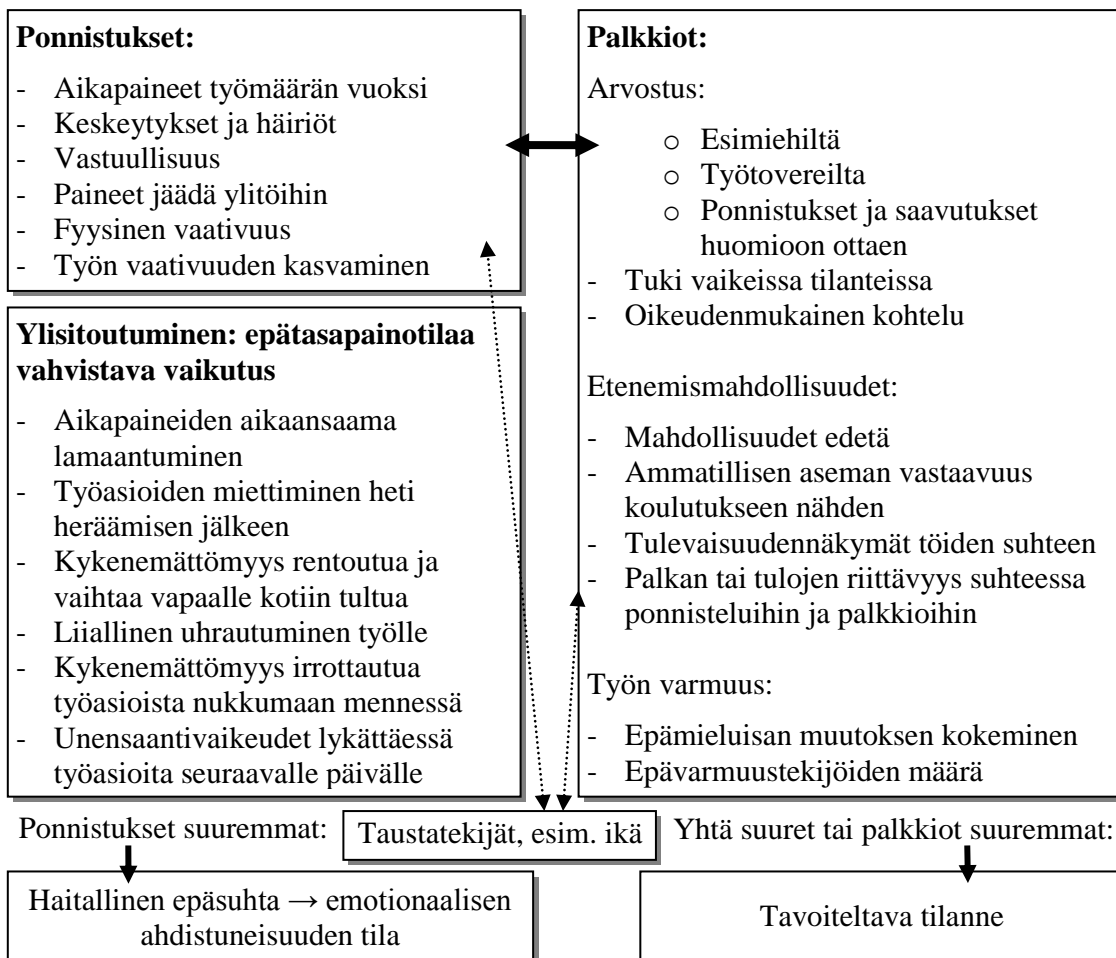 Ponnistukset:
- Aikapaineet työmäärän vuoksi
- Keskeytykset ja häiriöt
- Vastuullisuus
- Paineet jäädä ylitöihin
- Fyysinen vaativuus
- Työn vaativuuden kasvaminen
Ylisitoutuminen: epätasapainotilaa
vahvistava vaikutus
- Aikapaineiden aikaansaama
lamaantuminen
- Työasioiden miettiminen heti
heräämisen jälkeen
- Kykenemättömyys rentoutua ja
vaihtaa vapaalle kotiin tultua
- Liiallinen uhrautuminen työlle
- Kykenemättömyys irrottautua
työasioista nukkumaan mennessä
- Unensaantivaikeudet lykättäessä
työasioita seuraavalle päivälle
Palkkiot:
Arvostus:
o Esimiehiltä
o Työtovereilta
o Ponnistukset ja saavutukset
huomioon ottaen
- Tuki vaikeissa tilanteissa
- Oikeudenmukainen kohtelu
Etenemismahdollisuudet:
- Mahdollisuudet edetä
- Ammatillisen aseman vastaavuus
koulutukseen nähden
- Tulevaisuudennäkymät töiden suhteen
- Palkan tai tulojen riittävyys suhteessa
ponnisteluihin ja palkkioihin
Työn varmuus:
- Epämieluisan muutoksen kokeminen
- Epävarmuustekijöiden määrä
Ponnistukset suuremmat:
Taustatekijät, esim. ikä
Yhtä suuret tai palkkiot suuremmat:
Haitallinen epäsuhta → emotionaalisen
ahdistuneisuuden tila
Tavoiteltava tilanne